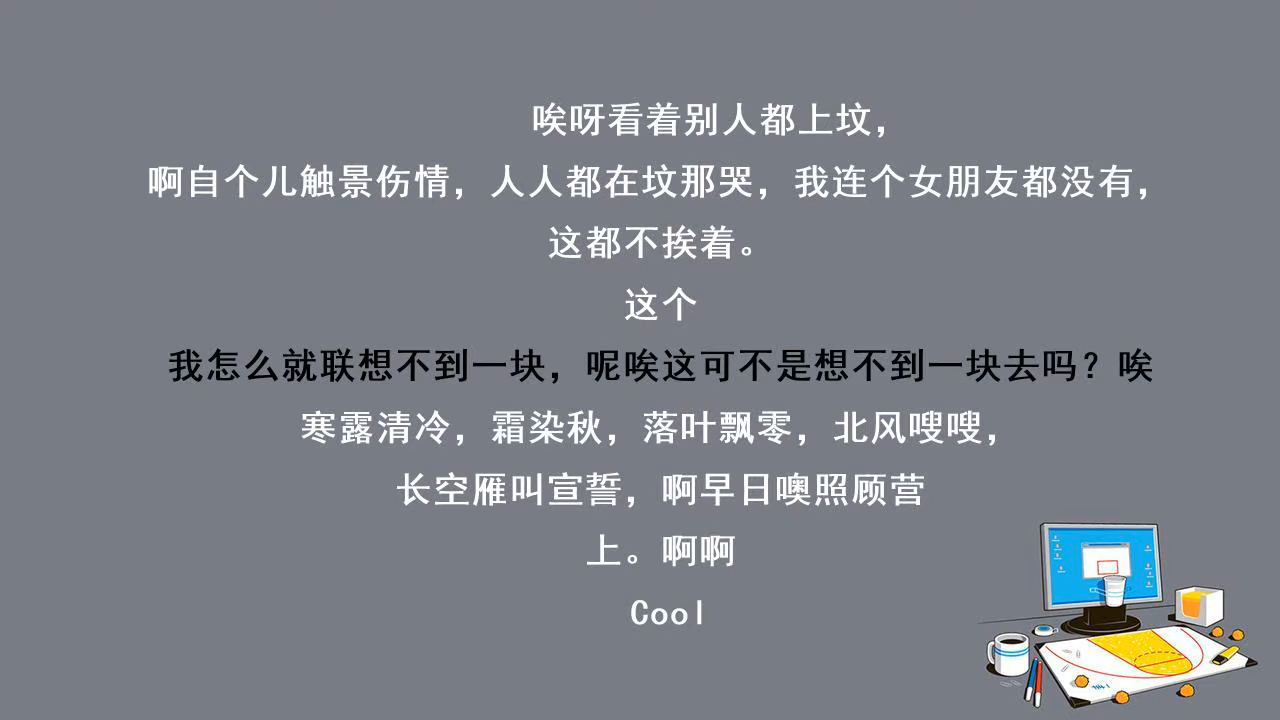 唉呀看着别人都上坟，
啊自个儿触景伤情，人人都在坟那哭，我连个女朋友都没有，
这都不挨着。
这个
我怎么就联想不到一块，呢唉这可不是想不到一块去吗？唉
寒露清冷，霜染秋，落叶飘零，北风嗖嗖，
长空雁叫宣誓，啊早日噢照顾营
上。啊啊
Cool